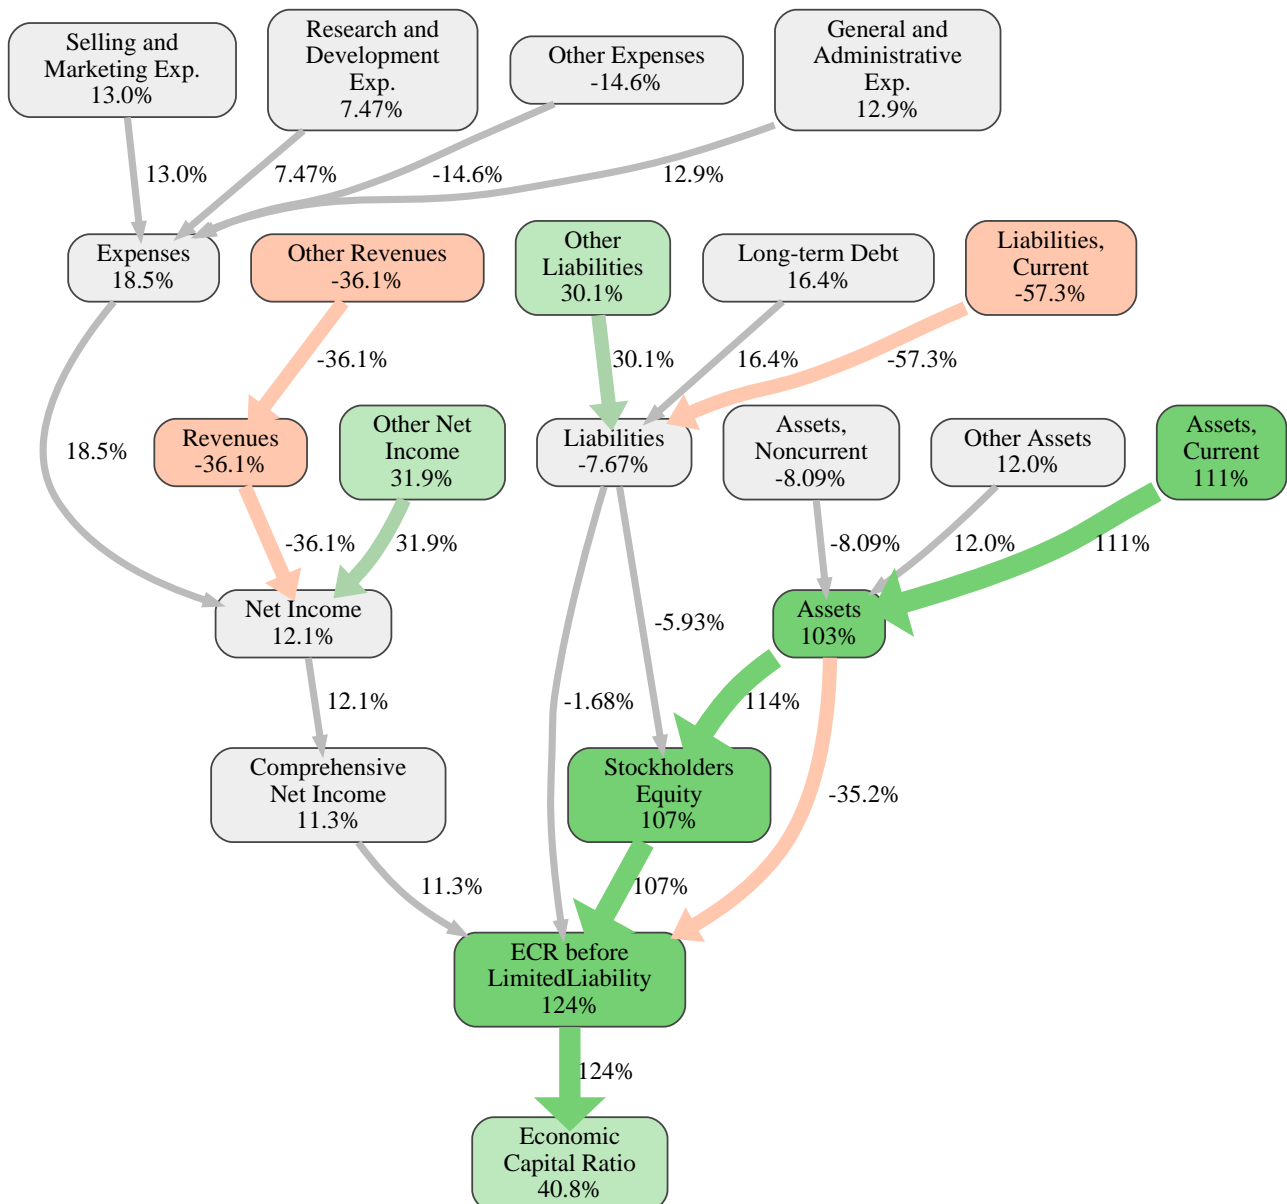 Selling and
Marketing Exp.
13.0%
Research and
Development
Exp.
7.47%
Other Expenses
-14.6%
General and
Administrative
Exp.
12.9%
13.0%
7.47%
-14.6%
12.9%
Expenses
18.5%
Other Revenues
-36.1%
Other
Liabilities
30.1%
Long-term Debt
16.4%
Liabilities,
Current
-57.3%
-36.1%
30.1%
16.4%
-57.3%
18.5%
Revenues
-36.1%
Other Net
Income
31.9%
Liabilities
-7.67%
Assets,
Noncurrent
-8.09%
Other Assets
12.0%
Assets,
Current
111%
-36.1%
31.9%
-8.09%
12.0%
111%
Net Income
12.1%
-5.93%
Assets
103%
12.1%
-1.68%
114%
Comprehensive
Net Income
11.3%
Stockholders
Equity
107%
-35.2%
11.3%
107%
ECR before
LimitedLiability
124%
124%
Economic
Capital Ratio
40.8%